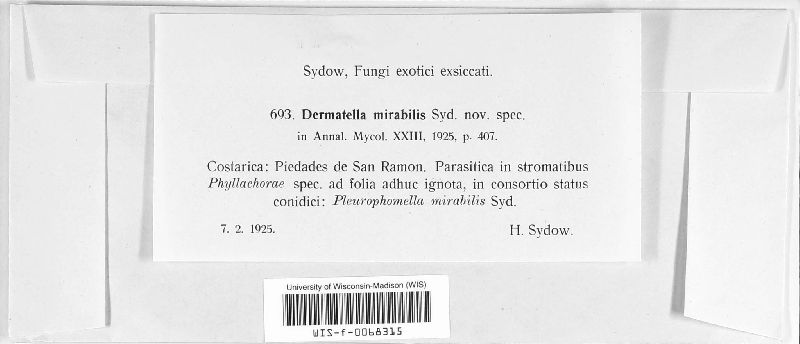 Sydow, Fungi exotici exsiccati.
693. Dermatella mirabilis Syd. nov. spec.
in Annal. Mycol. XXIII, 1925, p. 407.
Costarica: Piedades de San Ramon. Parasitica in stromatibus
Phyllachorae spec. ad folia adhuc ignota, in consortio status
conidici: Pleurophomella mirabilis Syd.
7. 2. 1925. H. Sydow.
University of Wisconsin-Madison (WIS)
WIS-f-0068315